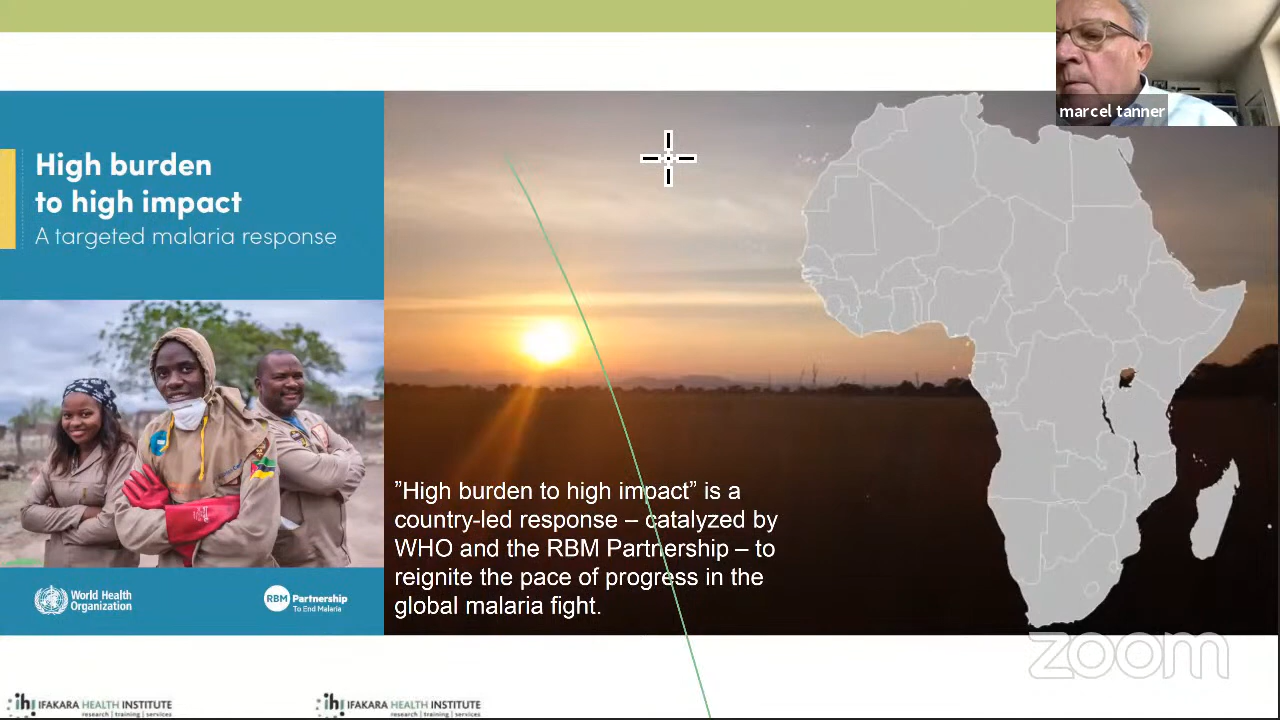 marcel tanner
High burden
to high impact
A targeted malaria response
”High burden to high impact” is a
country-led response – catalyzed by
WHO and the RBM Partnership – to
reignite the pace of progress in the
global malaria fight.
World Health
Organization
RBM Partnership
To End Malaria
zoom
ihi IFAKARA HEALTH INSTITUTE
research | training | services
ihi IFAKARA HEALTH INSTITUTE
research | training | services